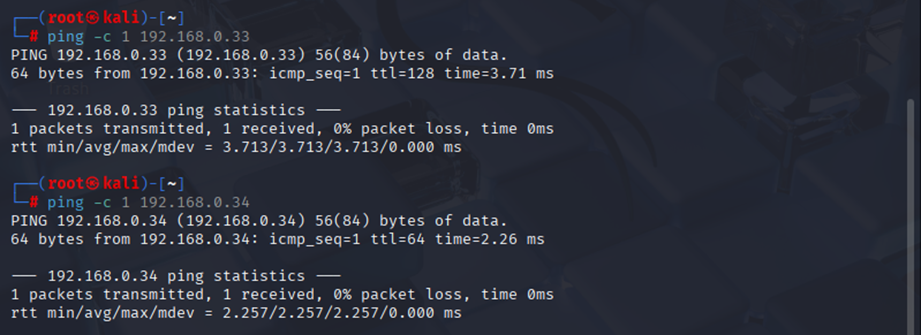 ┌──(root㉿kali)-[~]
└─# ping -c 1 192.168.0.33
PING 192.168.0.33 (192.168.0.33) 56(84) bytes of data.
64 bytes from 192.168.0.33: icmp_seq=1 ttl=128 time=3.71 ms

--- 192.168.0.33 ping statistics ---
1 packets transmitted, 1 received, 0% packet loss, time 0ms
rtt min/avg/max/mdev = 3.713/3.713/3.713/0.000 ms

┌──(root㉿kali)-[~]
└─# ping -c 1 192.168.0.34
PING 192.168.0.34 (192.168.0.34) 56(84) bytes of data.
64 bytes from 192.168.0.34: icmp_seq=1 ttl=64 time=2.26 ms

--- 192.168.0.34 ping statistics ---
1 packets transmitted, 1 received, 0% packet loss, time 0ms
rtt min/avg/max/mdev = 2.257/2.257/2.257/0.000 ms